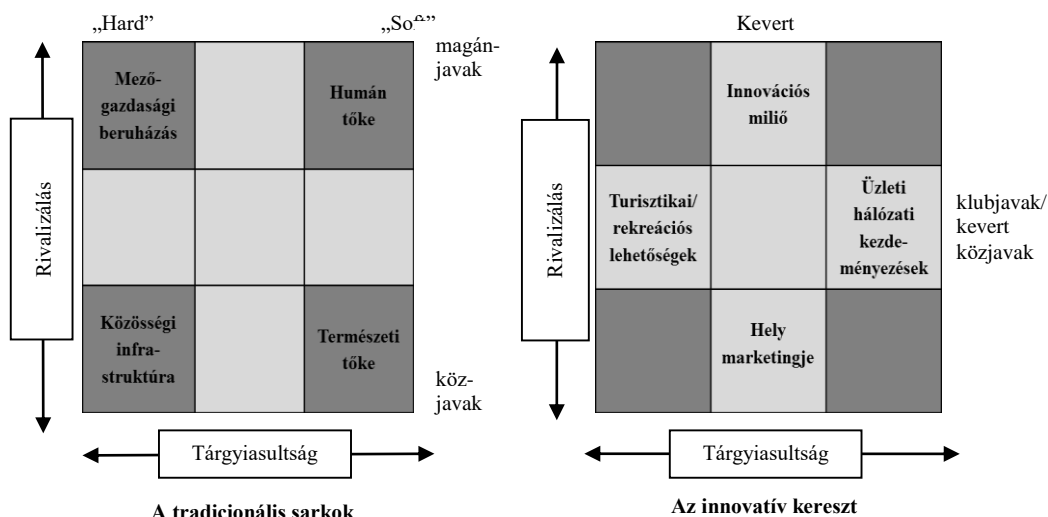 „Hard”
„Soft”
magán-
javak
Mező-
gazdasági
beruházás
Humán
tőke
Rivalizálás
Közösségi
infra-
struktúra
Természeti
tőke
köz-
javak
Tárgyiasultság
A tradicionális sarkok
Kevert
Innovációs
miliő
Rivalizálás
Turisztikai/
rekreációs
lehetőségek
Üzleti
hálózati
kezde-
ményezések
klubjavak/
kevert
közjavak
Hely
marketingje
Tárgyiasultság
Az innovatív kereszt